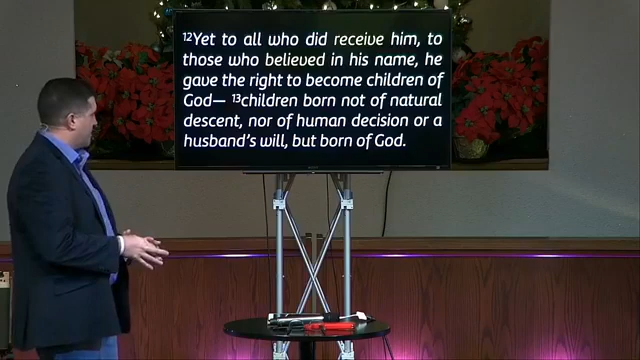 ¹²Yet to all who did receive him, to
those who believed in his name, he
gave the right to become children of
God— ¹³children born not of natural
descent, nor of human decision or a
husband's will, but born of God.